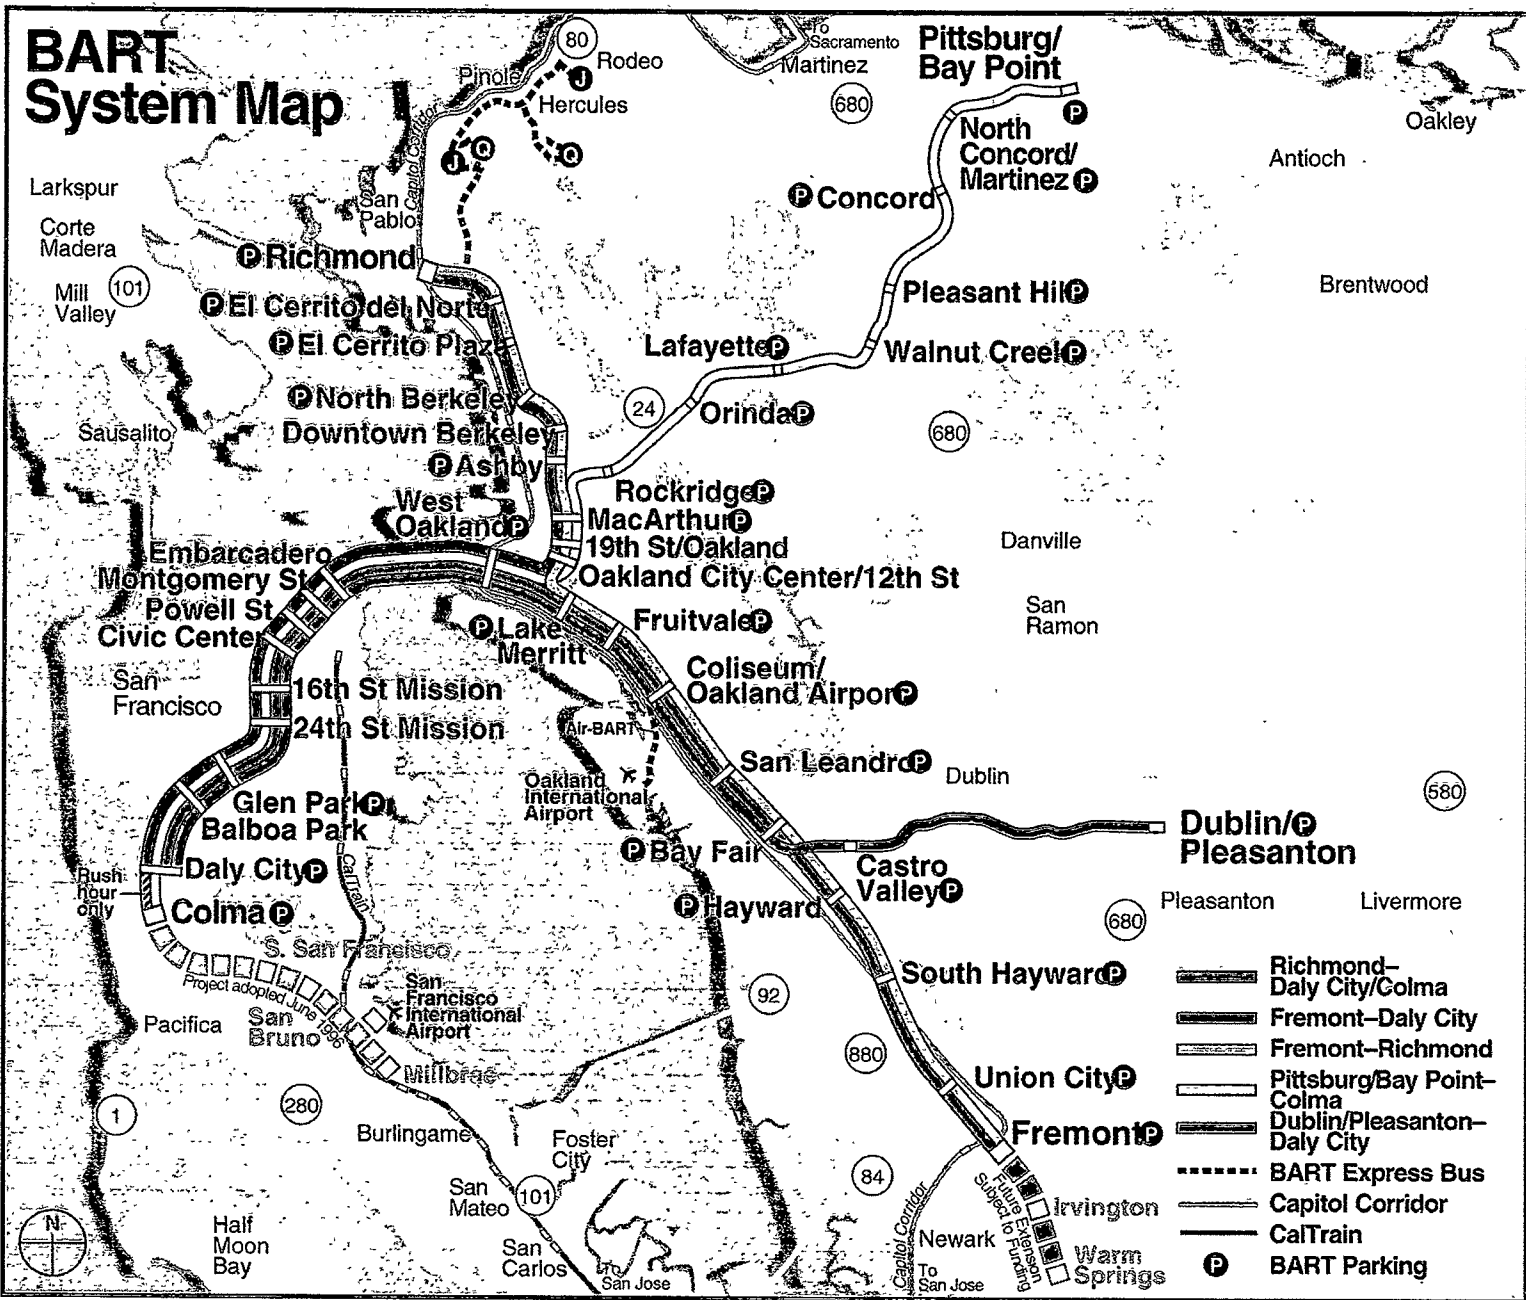 BART
System Map
80
Rodeo
Pinole
J
Hercules
To
Sacramento
Martinez
680
Pittsburg/
Bay Point
P
Oakley
North
Concord/
Martinez P
Antioch
J
Q
Q
Capitol Corridor
Larkspur
San
Pablo
P Concord
Corte
Madera
P Richmond
101
Mill
Valley
P El Cerrito del Norte
Pleasant Hill P
Brentwood
P El Cerrito Plaza
Lafayette P
Walnut Creek P
P North Berkeley
24
Orinda P
680
Sausalito
Downtown Berkeley
P Ashby
West
Oakland P
Rockridge P
MacArthur P
19th St/Oakland
Oakland City Center/12th St
Danville
Embarcadero
Montgomery St
Powell St
Civic Center
P Lake
Merritt
Fruitvale P
San
Ramon
San
Francisco
16th St Mission
24th St Mission
Coliseum/
Oakland Airport P
Air-BART
Oakland
International
Airport
San Leandro P
Dublin
580
Glen Park P
Balboa Park
P Bay Fair
Dublin/ P
Pleasanton
Daly City P
Castro
Valley P
Rush
hour
only
CalTrain
Colma P
P Hayward
680
Pleasanton
Livermore
S. San Francisco
Project adopted June 1996
San
Bruno
San
Francisco
International
Airport
Pacifica
92
South Hayward P
880
Millbrae
Union City P
280
1
Burlingame
Foster
City
Fremont P
84
San
Mateo
101
Capitol Corridor
Future Extension
Subject to Funding
Irvington
Newark
Warm
Springs
N
Half
Moon
Bay
San
Carlos
To
San Jose
To
San Jose
Richmond–
Daly City/Colma
Fremont–Daly City
Fremont–Richmond
Pittsburg/Bay Point–
Colma
Dublin/Pleasanton–
Daly City
BART Express Bus
Capitol Corridor
CalTrain
P BART Parking